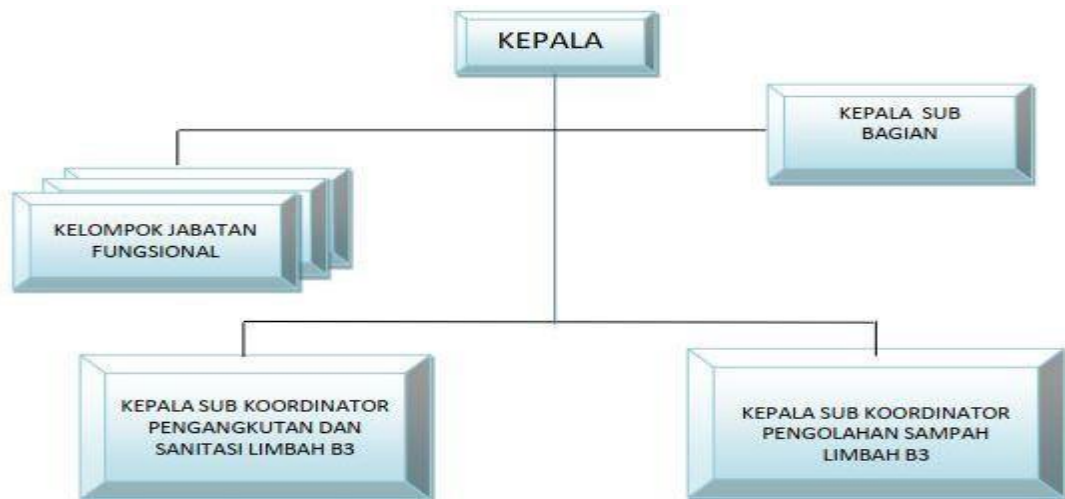 KEPALA
KEPALA SUB
BAGIAN
KELOMPOK JABATAN
FUNGSIONAL
KEPALA SUB KOORDINATOR
PENGANGKUTAN DAN
SANITASI LIMBAH B3
KEPALA SUB KOORDINATOR
PENGOLAHAN SAMPAH
LIMBAH B3